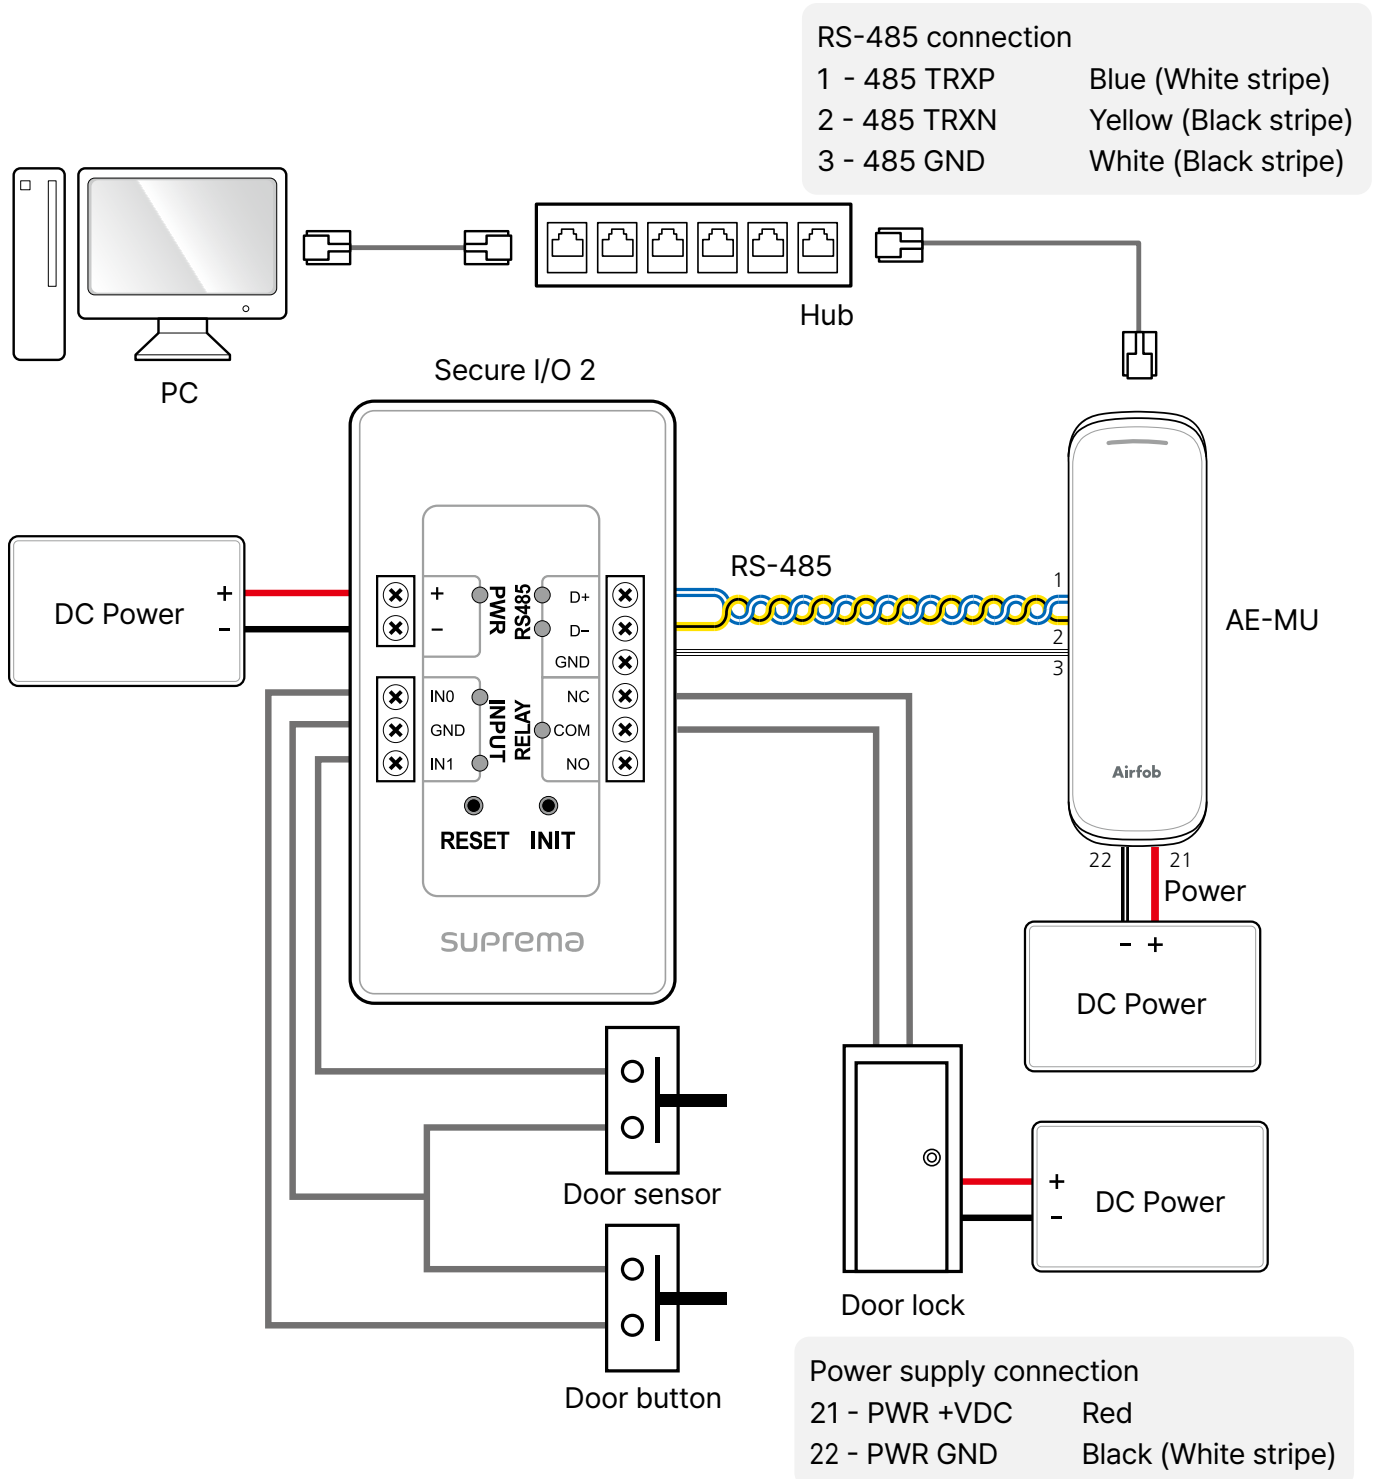 RS-485 connection
1 - 485 TRXP Blue (White stripe)
2 - 485 TRXN Yellow (Black stripe)
3 - 485 GND White (Black stripe)
Hub
PC
Secure I/O 2
DC Power
+
-
+
-
PWR
RS485
D+
D-
GND
IN0
GND
IN1
INPUT
RELAY
NC
COM
NO
RESET INIT
suprema
RS-485
1
2
3
AE-MU
Airfob
22 21
Power
- +
DC Power
Door sensor
Door button
Door lock
+
-
DC Power
Power supply connection
21 - PWR +VDC Red
22 - PWR GND Black (White stripe)